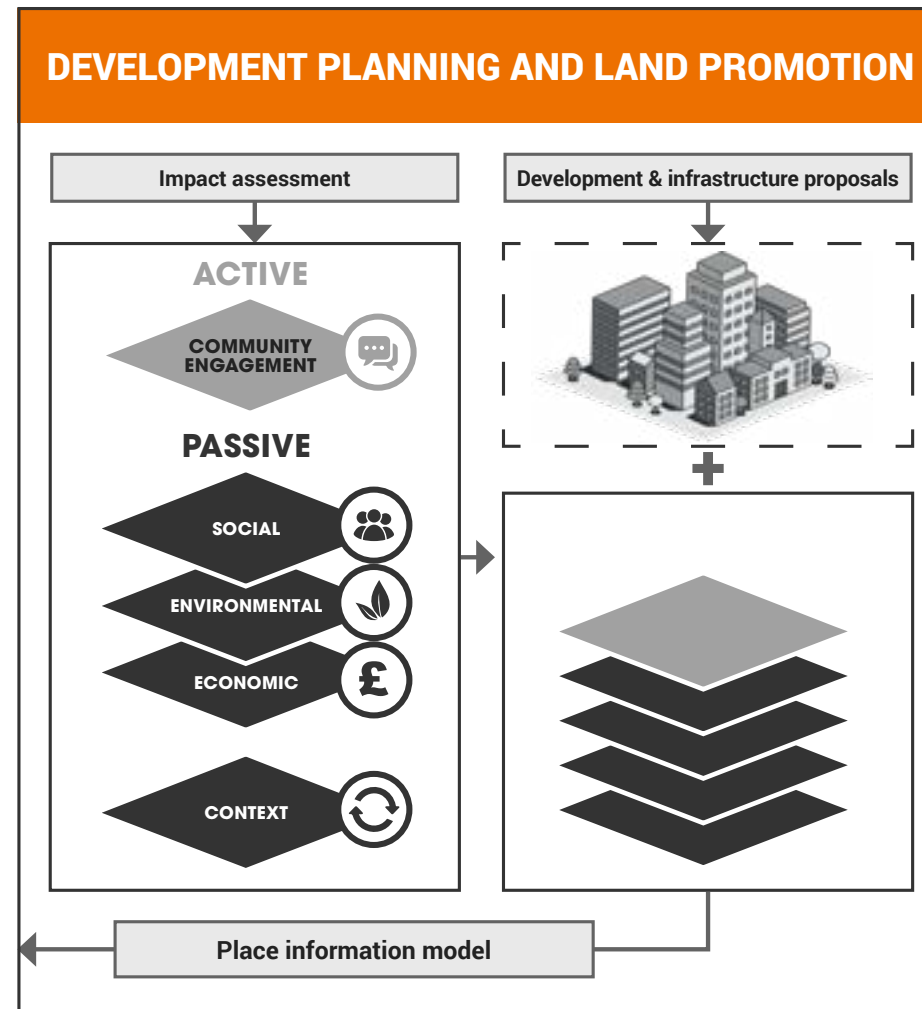 DEVELOPMENT PLANNING AND LAND PROMOTION
Impact assessment
Development & infrastructure proposals
ACTIVE
COMMUNITY
ENGAGEMENT
PASSIVE
SOCIAL
ENVIRONMENTAL
ECONOMIC
£
CONTEXT
Place information model